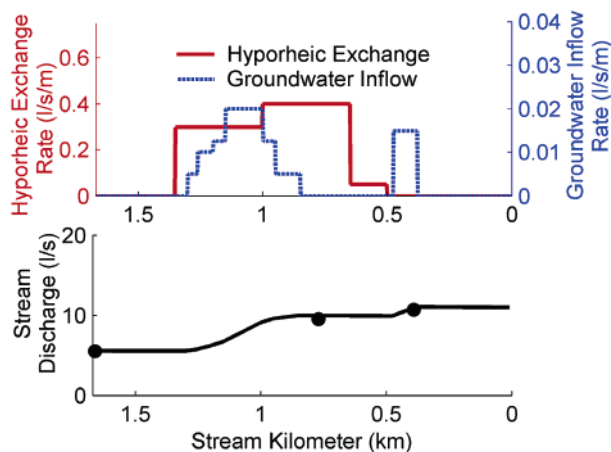 Hyporheic Exchange
Rate (l/s/m)
0.6
0.4
0.2
0
Hyporheic Exchange
Groundwater Inflow
0.04
0.03
0.02
0.01
0
Groundwater Inflow
Rate (l/s/m)
1.5
1
0.5
0
Stream
Discharge (l/s)
20
10
0
1.5
1
0.5
0
Stream Kilometer (km)